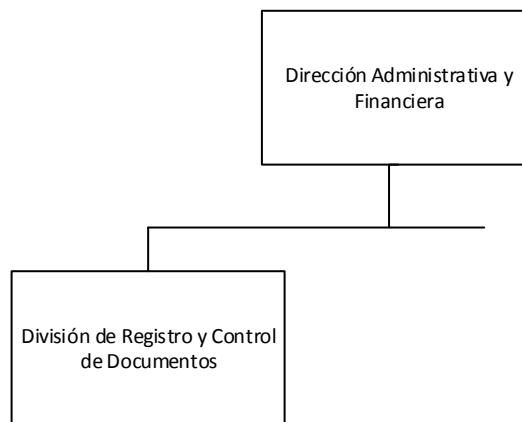 Dirección Administrativa y
Financiera
División de Registro y Control
de Documentos